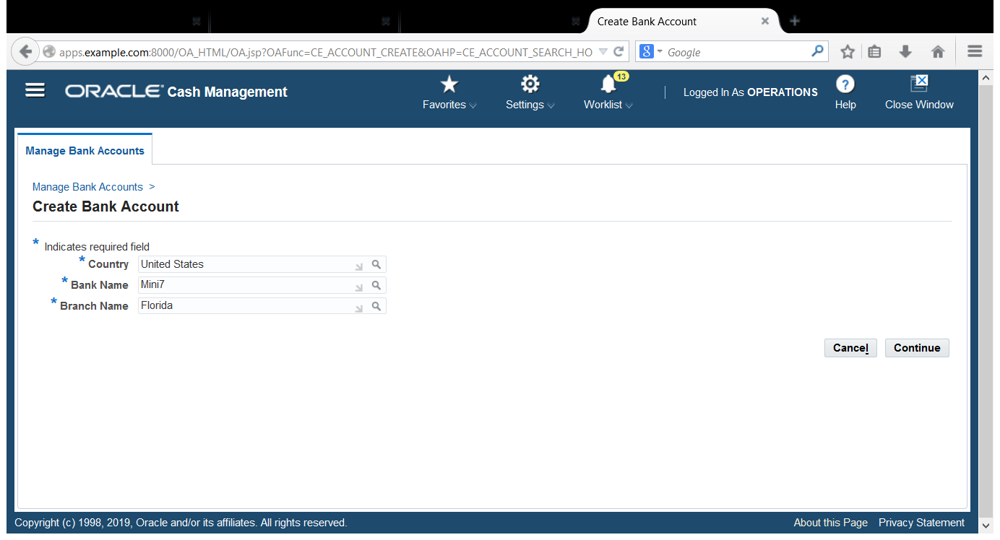 Create Bank Account
apps.example.com:8000/OA_HTML/OA.jsp?OAFunc=CE_ACCOUNT_CREATE&OAHP=CE_ACCOUNT_SEARCH_HO
8 Google
ORACLE Cash Management
Favorites
Settings
13
Worklist
Logged In As OPERATIONS
? Help
Close Window
Manage Bank Accounts
Manage Bank Accounts >
Create Bank Account
* Indicates required field
* Country United States
* Bank Name Mini7
* Branch Name Florida
Cancel Continue
Copyright (c) 1998, 2019, Oracle and/or its affiliates. All rights reserved. About this Page Privacy Statement